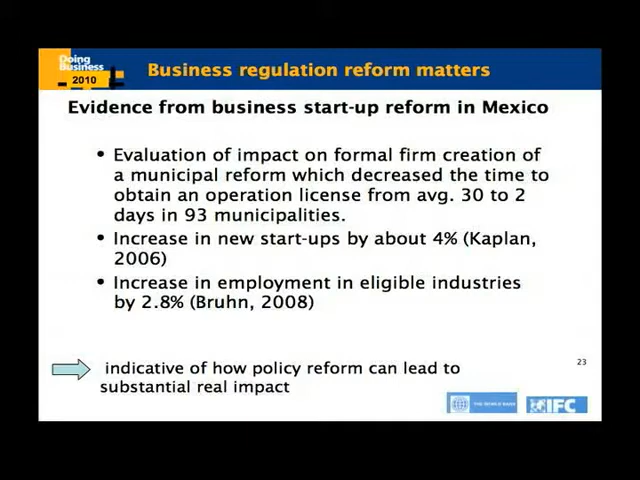 Doing
Business
2010
Business regulation reform matters
Evidence from business start-up reform in Mexico
• Evaluation of impact on formal firm creation of
a municipal reform which decreased the time to
obtain an operation license from avg. 30 to 2
days in 93 municipalities.
• Increase in new start-ups by about 4% (Kaplan,
2006)
• Increase in employment in eligible industries
by 2.8% (Bruhn, 2008)
indicative of how policy reform can lead to
substantial real impact
23
THE WORLD BANK
IFC